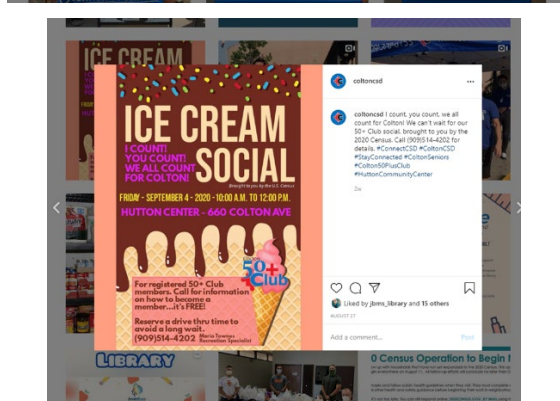 ICE CREAM
coltoncsd
ICE CREAM
SOCIAL
I COUNT!
YOU COUNT!
WE ALL COUNT
FOR COLTON!
Brought to you by the U.S. Census
FRIDAY - SEPTEMBER 4 - 2020 - 10:00 A.M. TO 12:00 P.M.
HUTTON CENTER - 660 COLTON AVE
50+
Club
For registered 50+ Club
members. Call for information
on how to become a
member...it's FREE!
Reserve a drive thru time to
avoid a long wait.
(909)514-4202 Maria Townes
Recreation Specialist
coltoncsd I count, you count, we all
count for Colton! We can't wait for our
50+ Club social, brought to you by the
2020 Census. Call (909)514-4202 for
details. #ConnectCSD #ColtonCSD
#StayConnected #ColtonSeniors
#Colton50PlusClub
#HuttonCommunityCenter
2w
Liked by jbms_library and 15 others
AUGUST 27
Add a comment...
Post
LIBRARY
0 Census Operation to Begin